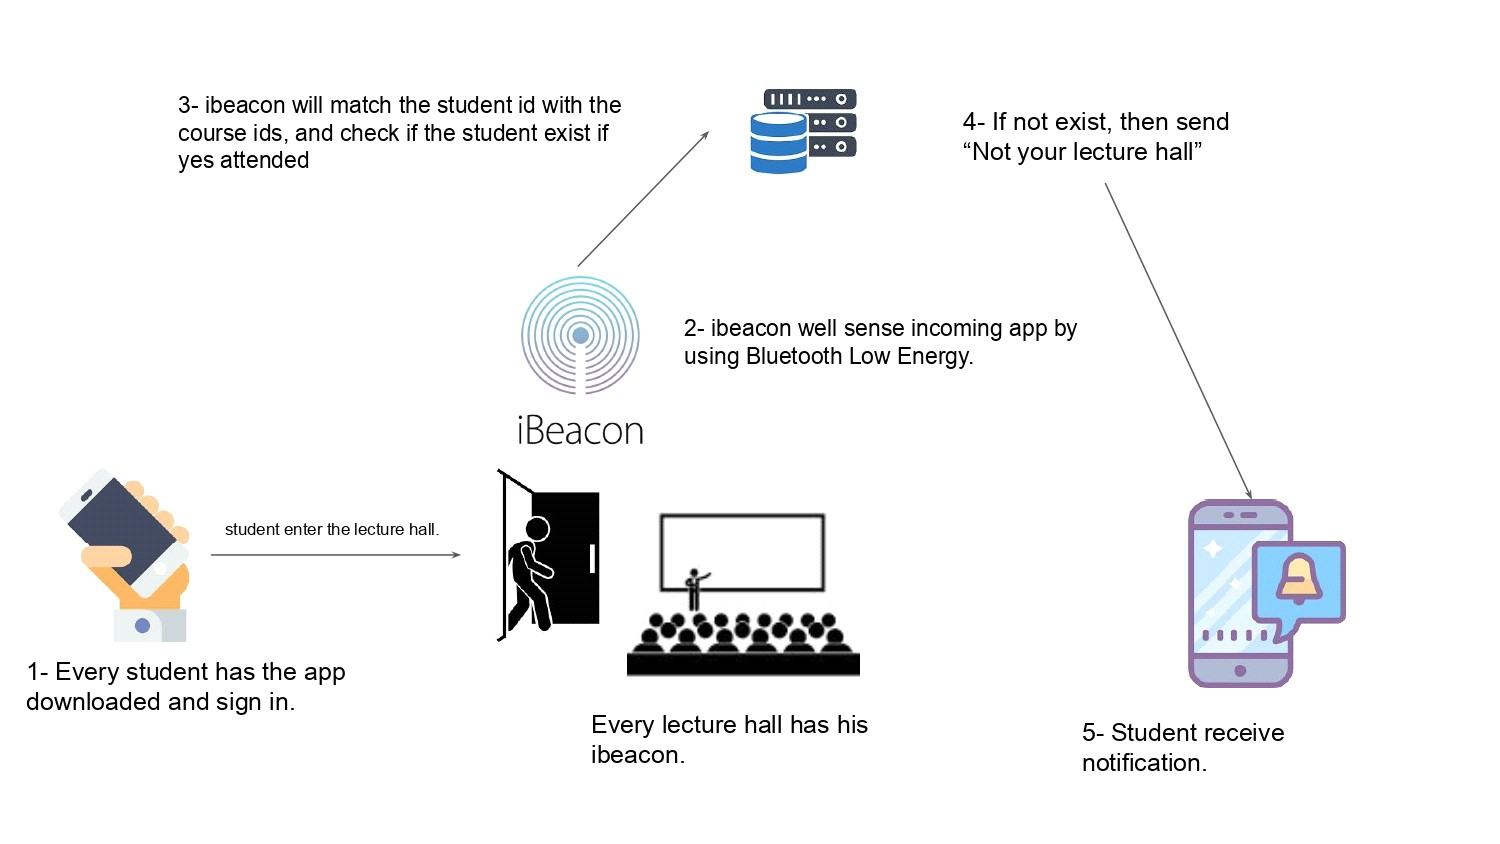 3- ibeacon will match the student id with the
course ids, and check if the student exist if
yes attended
4- If not exist, then send
“Not your lecture hall”
2- ibeacon well sense incoming app by
using Bluetooth Low Energy.
iBeacon
student enter the lecture hall.
1- Every student has the app
downloaded and sign in.
Every lecture hall has his
ibeacon.
5- Student receive
notification.